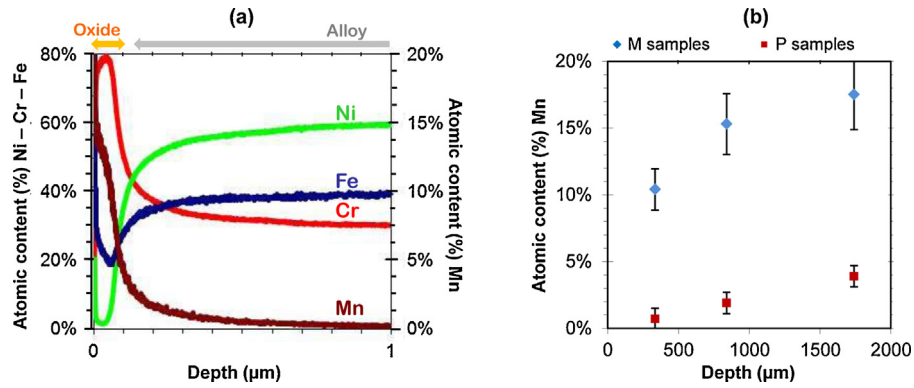 (a)
Oxide
Alloy
80%
60%
40%
20%
0%
Atomic content (%) Ni – Cr – Fe
Ni
Fe
Cr
Mn
20%
15%
10%
5%
0%
Atomic content (%) Mn
0
1
Depth (µm)
(b)
M samples
P samples
20%
15%
10%
5%
0%
Atomic content (%) Mn
0
500
1000
1500
2000
Depth (µm)